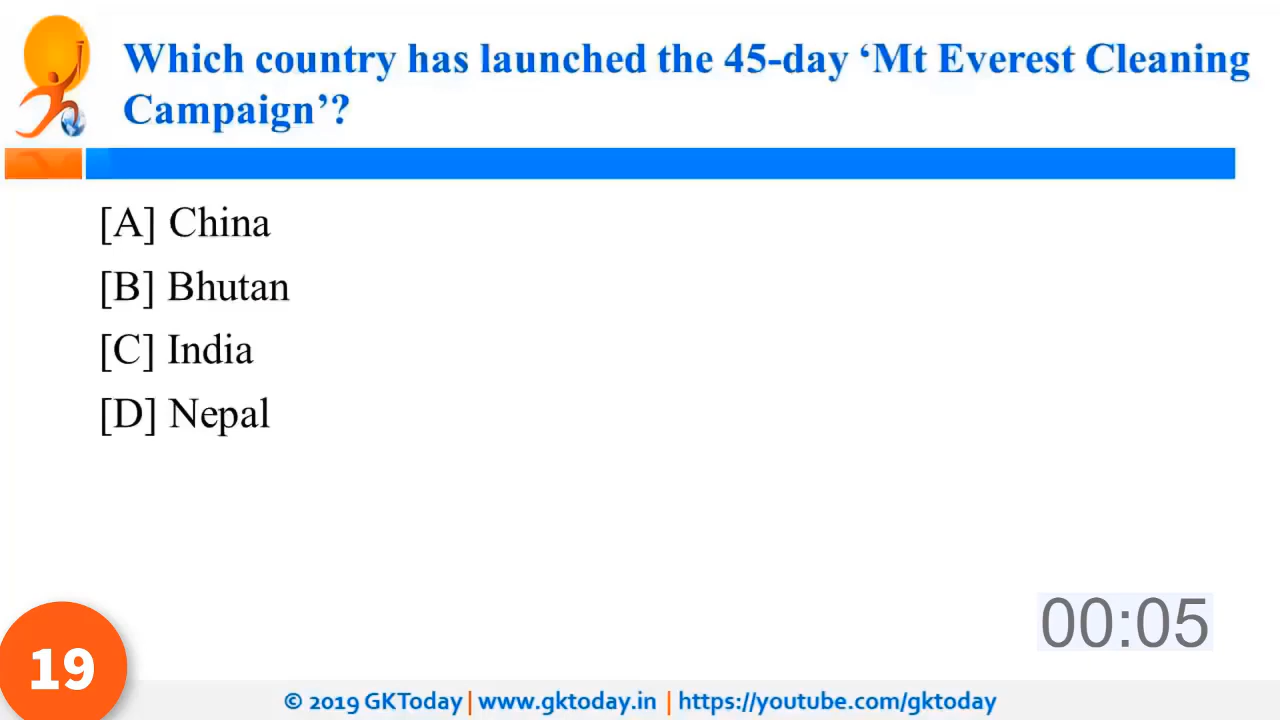 Which country has launched the 45-day ‘Mt Everest Cleaning
Campaign’?
[A] China
[B] Bhutan
[C] India
[D] Nepal
00:05
19
© 2019 GKToday | www.gktoday.in | https://youtube.com/gktoday